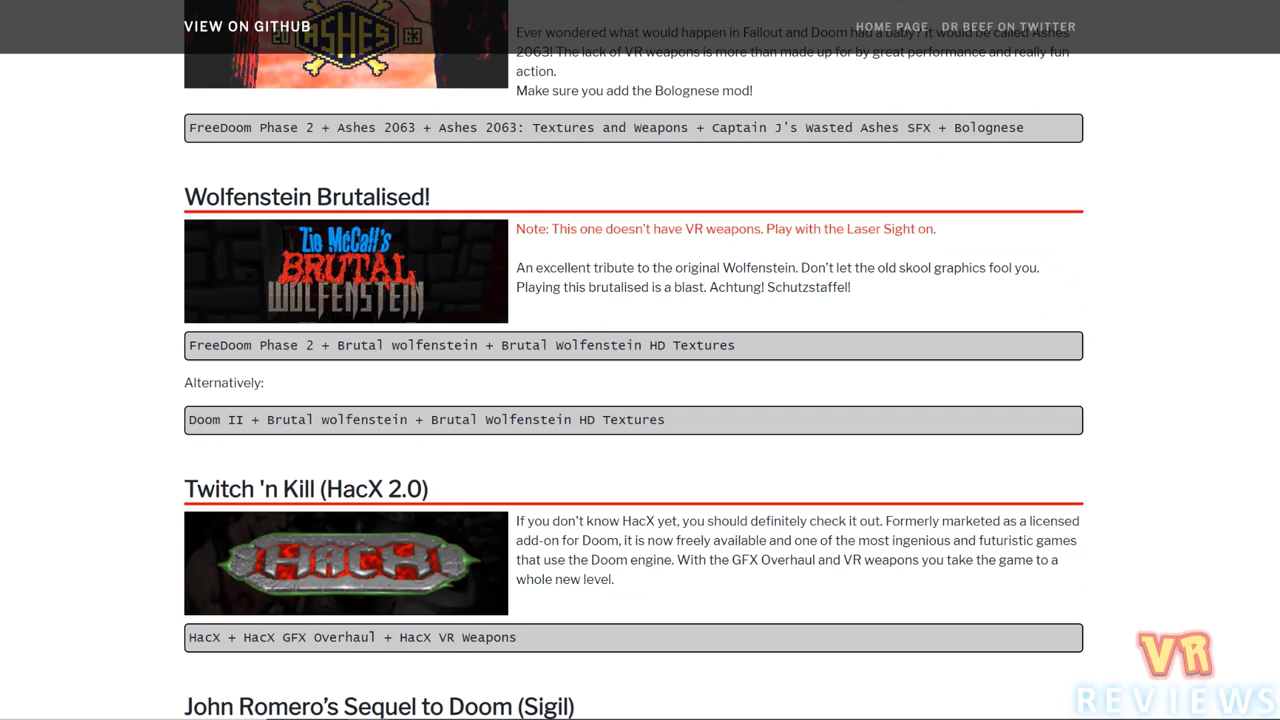 VIEW ON GITHUB
HOME PAGE
DR BEEF ON TWITTER
20 ASHES 63
Ever wondered what would happen in Fallout and Doom had a baby? It would be called Ashes
2063! The lack of VR weapons is more than made up for by great performance and really fun
action.
Make sure you add the Bolognese mod!
FreeDoom Phase 2 + Ashes 2063 + Ashes 2063: Textures and Weapons + Captain J's Wasted Ashes SFX + Bolognese
Wolfenstein Brutalised!
Zio McCall's
BRUTAL
WOLFENSTEIN
Note: This one doesn't have VR weapons. Play with the Laser Sight on.
An excellent tribute to the original Wolfenstein. Don't let the old skool graphics fool you.
Playing this brutalised is a blast. Achtung! Schutzstaffel!
FreeDoom Phase 2 + Brutal wolfenstein + Brutal Wolfenstein HD Textures
Alternatively:
Doom II + Brutal wolfenstein + Brutal Wolfenstein HD Textures
Twitch 'n Kill (HacX 2.0)
HACX
If you don't know HacX yet, you should definitely check it out. Formerly marketed as a licensed
add-on for Doom, it is now freely available and one of the most ingenious and futuristic games
that use the Doom engine. With the GFX Overhaul and VR weapons you take the game to a
whole new level.
HacX + HacX GFX Overhaul + HacX VR Weapons
John Romero's Sequel to Doom (Sigil)
VR
REVIEWS